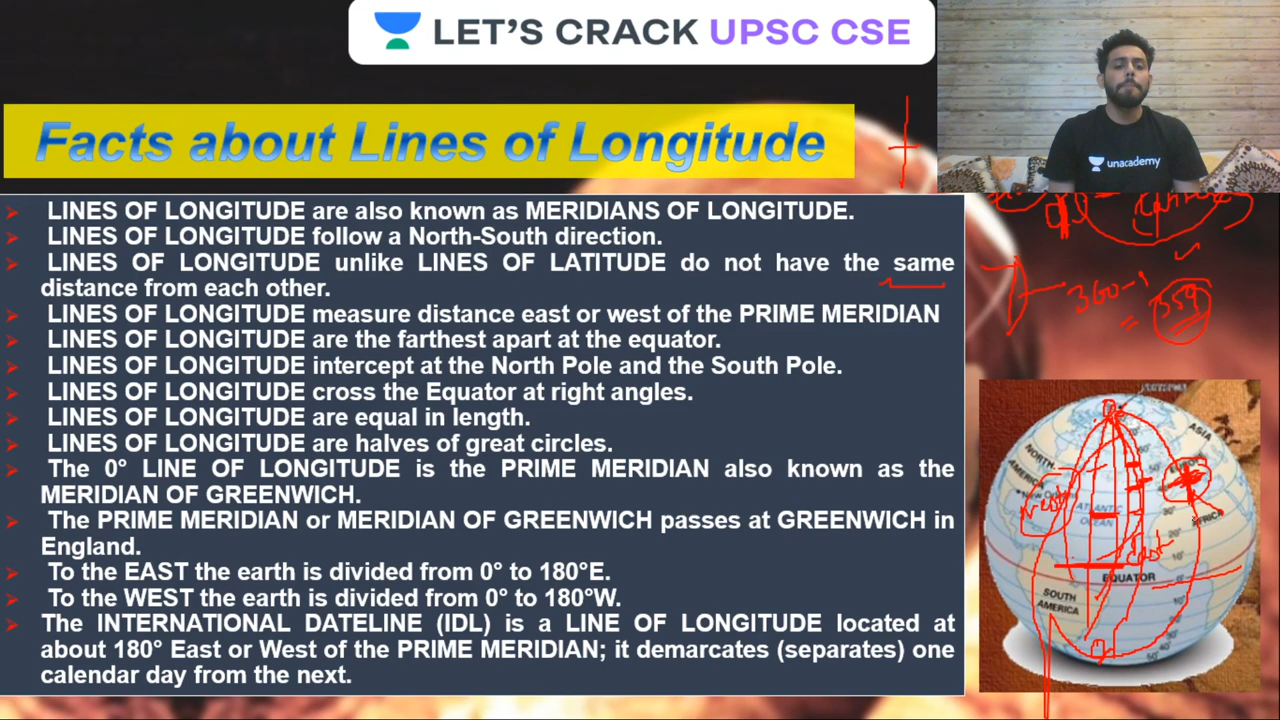 LET'S CRACK UPSC CSE
unacademy
Facts about Lines of Longitude
➢ LINES OF LONGITUDE are also known as MERIDIANS OF LONGITUDE.
➢ LINES OF LONGITUDE follow a North-South direction.
➢ LINES OF LONGITUDE unlike LINES OF LATITUDE do not have the same
distance from each other.
➢ LINES OF LONGITUDE measure distance east or west of the PRIME MERIDIAN
➢ LINES OF LONGITUDE are the farthest apart at the equator.
➢ LINES OF LONGITUDE intercept at the North Pole and the South Pole.
➢ LINES OF LONGITUDE cross the Equator at right angles.
➢ LINES OF LONGITUDE are equal in length.
➢ LINES OF LONGITUDE are halves of great circles.
➢ The 0° LINE OF LONGITUDE is the PRIME MERIDIAN also known as the
MERIDIAN OF GREENWICH.
➢ The PRIME MERIDIAN or MERIDIAN OF GREENWICH passes at GREENWICH in
England.
➢ To the EAST the earth is divided from 0° to 180°E.
➢ To the WEST the earth is divided from 0° to 180°W.
➢ The INTERNATIONAL DATELINE (IDL) is a LINE OF LONGITUDE located at
about 180° East or West of the PRIME MERIDIAN; it demarcates (separates) one
calendar day from the next.
360-1
= 359
ASIA
NORTH
AMERICA
New Orleans
ATLANTIC
OCEAN
AFRICA
west
East
EQUATOR
SOUTH
AMERICA